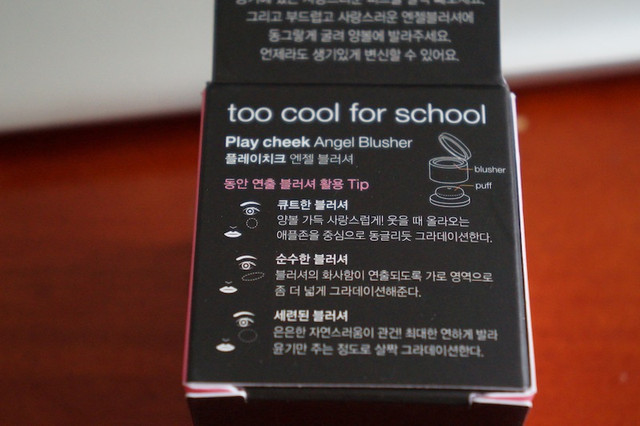 그리고 부드럽고 사랑스러운 엔젤블러셔에
동그랗게 굴려 양볼에 발라주세요.
언제라도 생기있게 변신할 수 있어요.
too cool for school
Play cheek Angel Blusher
플레이치크 엔젤 블러셔
blusher
puff
동안 연출 블러셔 활용 Tip
큐트한 블러셔
양볼 가득 사랑스럽게! 웃을 때 올라오는
애플존을 중심으로 동글리듯 그라데이션한다.
순수한 블러셔
블러셔의 화사함이 연출되도록 가로 영역으로
좀 더 넓게 그라데이션해준다.
세련된 블러셔
은은한 자연스러움이 관건! 최대한 연하게 발라
윤기만 주는 정도로 살짝 그라데이션한다.